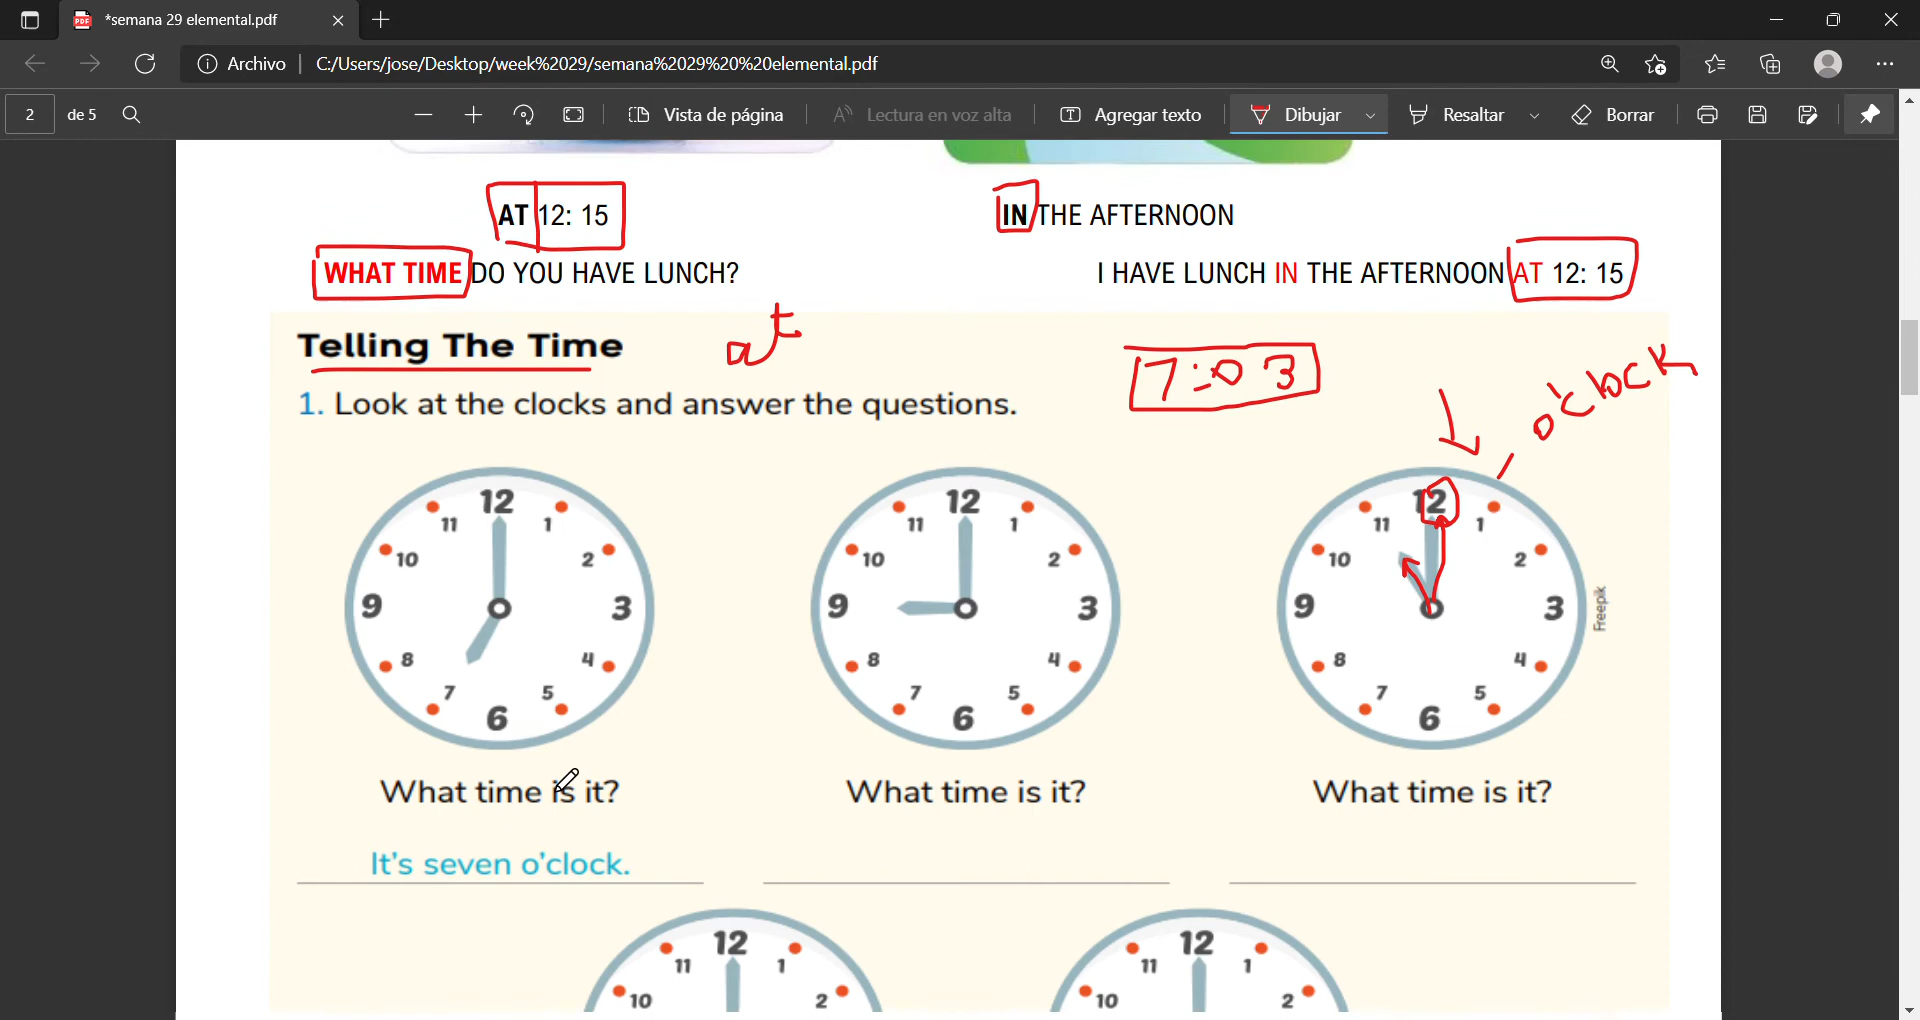 *semana 29 elemental.pdf
Archivo C:/Users/jose/Desktop/week%2029/semana%2029%20%20elemental.pdf
2 de 5 Vista de página Lectura en voz alta Agregar texto Dibujar Resaltar Borrar
AT 12: 15 IN THE AFTERNOON
WHAT TIME DO YOU HAVE LUNCH? I HAVE LUNCH IN THE AFTERNOON AT 12: 15
Telling The Time at 7:03 o'clock
1. Look at the clocks and answer the questions.
12 1 2 3 4 5 6 7 8 9 10 11
12 1 2 3 4 5 6 7 8 9 10 11
12 1 2 3 4 5 6 7 8 9 10 11
Freepik
What time is it? What time is it? What time is it?
It's seven o'clock.
12 11 1 10 2
12 11 1 10 2